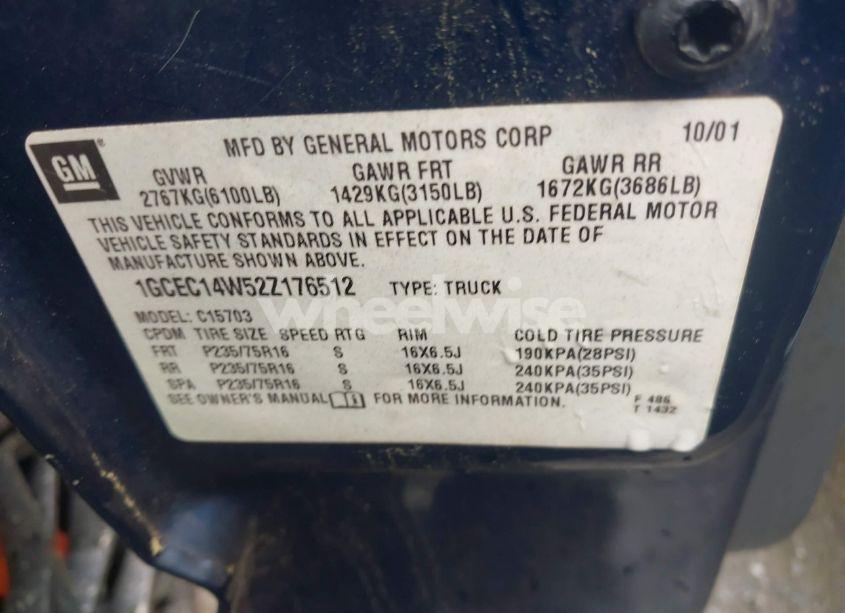 MFD BY GENERAL MOTORS CORP 10/01
GM
GVWR GAWR FRT GAWR RR
2767KG(6100LB) 1429KG(3150LB) 1672KG(3686LB)
THIS VEHICLE CONFORMS TO ALL APPLICABLE U.S. FEDERAL MOTOR
VEHICLE SAFETY STANDARDS IN EFFECT ON THE DATE OF
MANUFACTURE SHOWN ABOVE.
1GCEC14W52Z176512 TYPE: TRUCK
wheelwise
MODEL: C15703
CPDM TIRE SIZE SPEED RTG RIM COLD TIRE PRESSURE
FRT P235/75R16 S 16X6.5J 190KPA(28PSI)
RR P235/75R16 S 16X6.5J 240KPA(35PSI)
SPA P235/75R16 S 16X6.5J 240KPA(35PSI)
SEE OWNER'S MANUAL i FOR MORE INFORMATION.
F 486
T 1432